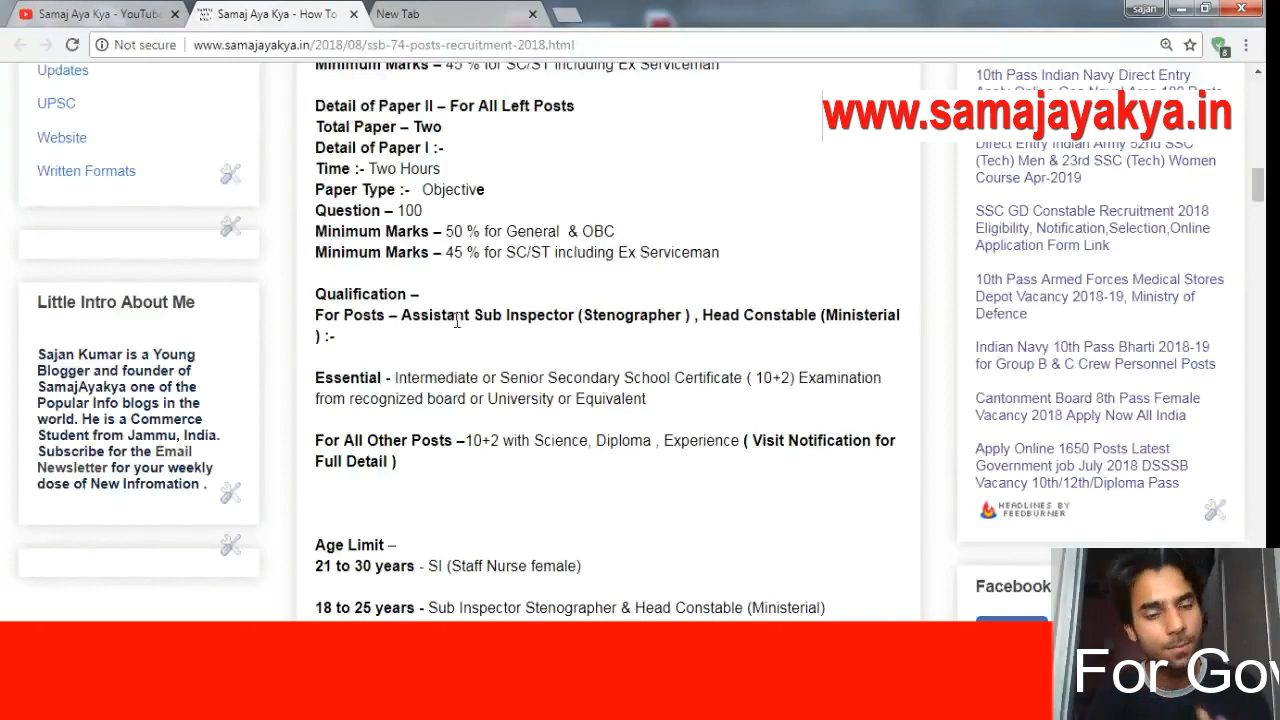 Samaj Aya Kya - YouTube
Samaj Aya Kya - How To
New Tab
sajan
Not secure
www.samajayakya.in/2018/08/ssb-74-posts-recruitment-2018.html
8
Updates
UPSC
Website
Written Formats
Little Intro About Me
Sajan Kumar is a Young
Blogger and founder of
SamajAyakya one of the
Popular Info blogs in the
world. He is a Commerce
Student from Jammu, India.
Subscribe for the Email
Newsletter for your weekly
dose of New Infromation .
Minimum Marks – 45 % for SC/ST including Ex Serviceman
Detail of Paper II – For All Left Posts
Total Paper – Two
Detail of Paper I :-
Time :- Two Hours
Paper Type :- Objective
Question – 100
Minimum Marks – 50 % for General & OBC
Minimum Marks – 45 % for SC/ST including Ex Serviceman
Qualification –
For Posts – Assistant Sub Inspector (Stenographer ) , Head Constable (Ministerial
) :-
Essential - Intermediate or Senior Secondary School Certificate ( 10+2) Examination
from recognized board or University or Equivalent
For All Other Posts –10+2 with Science, Diploma , Experience ( Visit Notification for
Full Detail )
Age Limit –
21 to 30 years - SI (Staff Nurse female)
18 to 25 years - Sub Inspector Stenographer & Head Constable (Ministerial)
10th Pass Indian Navy Direct Entry
www.samajayakya.in
Direct Entry Indian Army 52nd SSC
(Tech) Men & 23rd SSC (Tech) Women
Course Apr-2019
SSC GD Constable Recruitment 2018
Eligibility, Notification,Selection,Online
Application Form Link
10th Pass Armed Forces Medical Stores
Depot Vacancy 2018-19, Ministry of
Defence
Indian Navy 10th Pass Bharti 2018-19
for Group B & C Crew Personnel Posts
Cantonment Board 8th Pass Female
Vacancy 2018 Apply Now All India
Apply Online 1650 Posts Latest
Government job July 2018 DSSSB
Vacancy 10th/12th/Diploma Pass
HEADLINES BY
FEEDBURNER
Facebook
For Gov